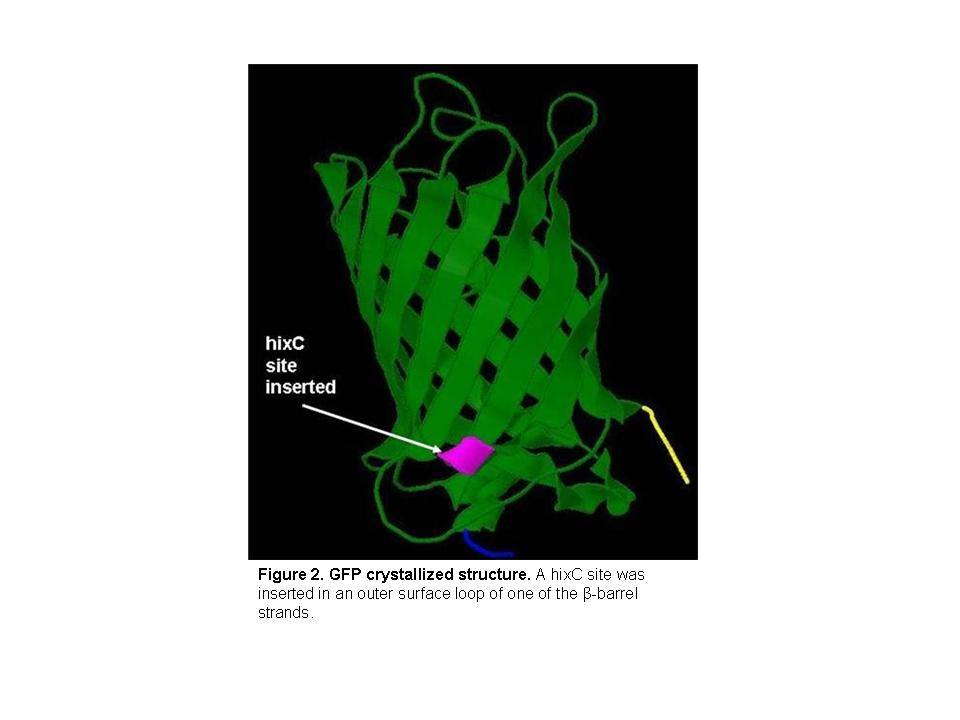 hixC
site
inserted
Figure 2. GFP crystallized structure. A hixC site was
inserted in an outer surface loop of one of the β-barrel
strands.